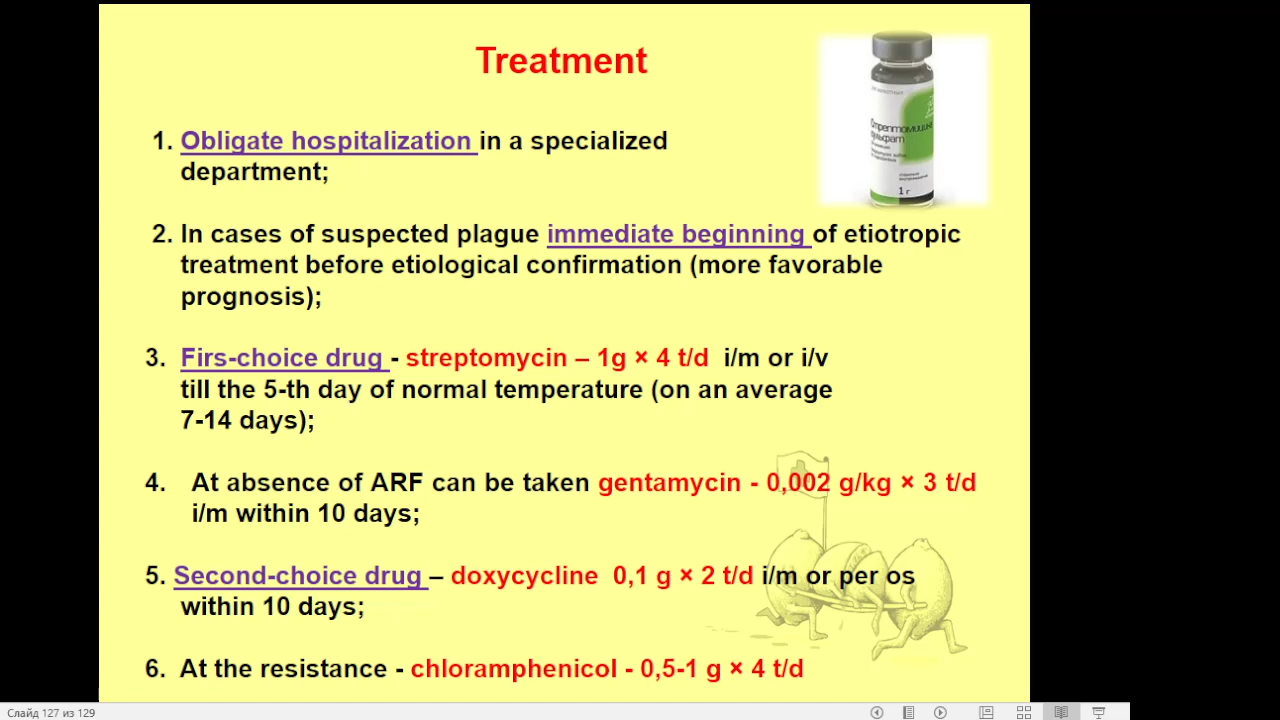 Treatment
1. Obligate hospitalization in a specialized
department;
2. In cases of suspected plague immediate beginning of etiotropic
treatment before etiological confirmation (more favorable
prognosis);
3. Firs-choice drug - streptomycin – 1g × 4 t/d i/m or i/v
till the 5-th day of normal temperature (on an average
7-14 days);
4. At absence of ARF can be taken gentamycin - 0,002 g/kg × 3 t/d
i/m within 10 days;
5. Second-choice drug – doxycycline 0,1 g × 2 t/d i/m or per os
within 10 days;
6. At the resistance - chloramphenicol - 0,5-1 g × 4 t/d
Стрептомицин
сульфат
1 г
Слайд 127 из 129